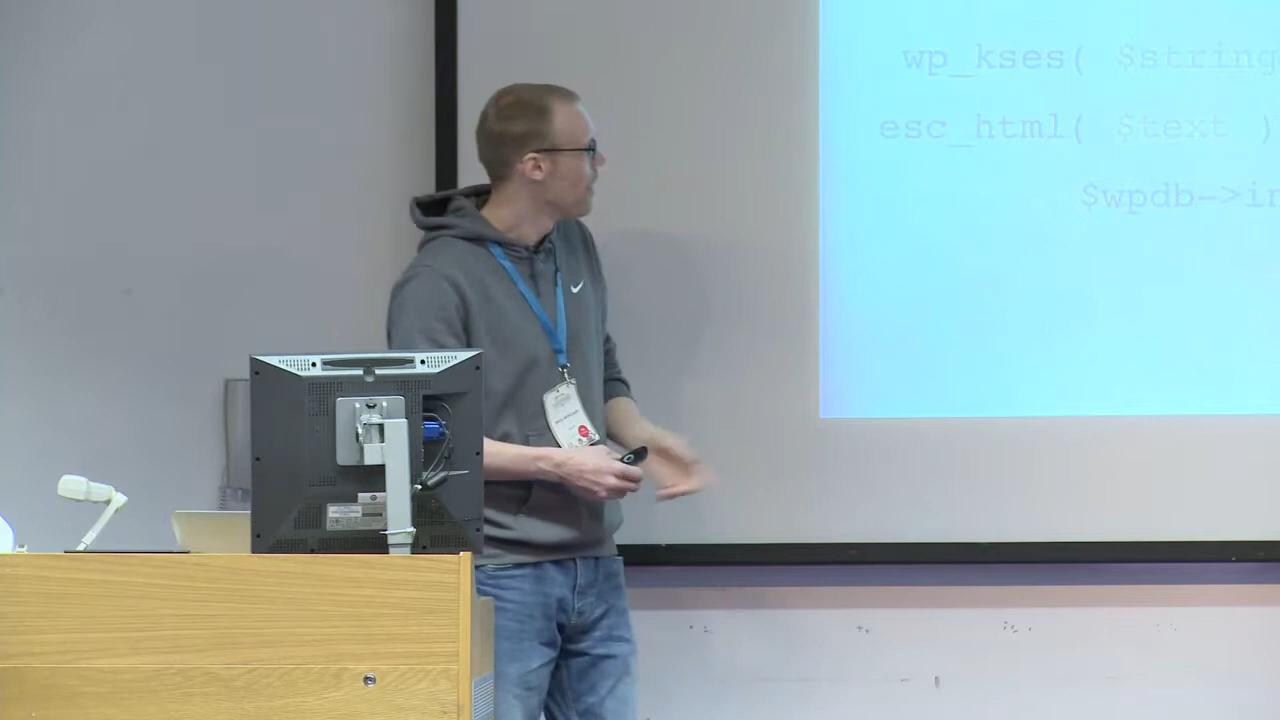 wp_kses( $string
esc_html( $text )
$wpdb->in